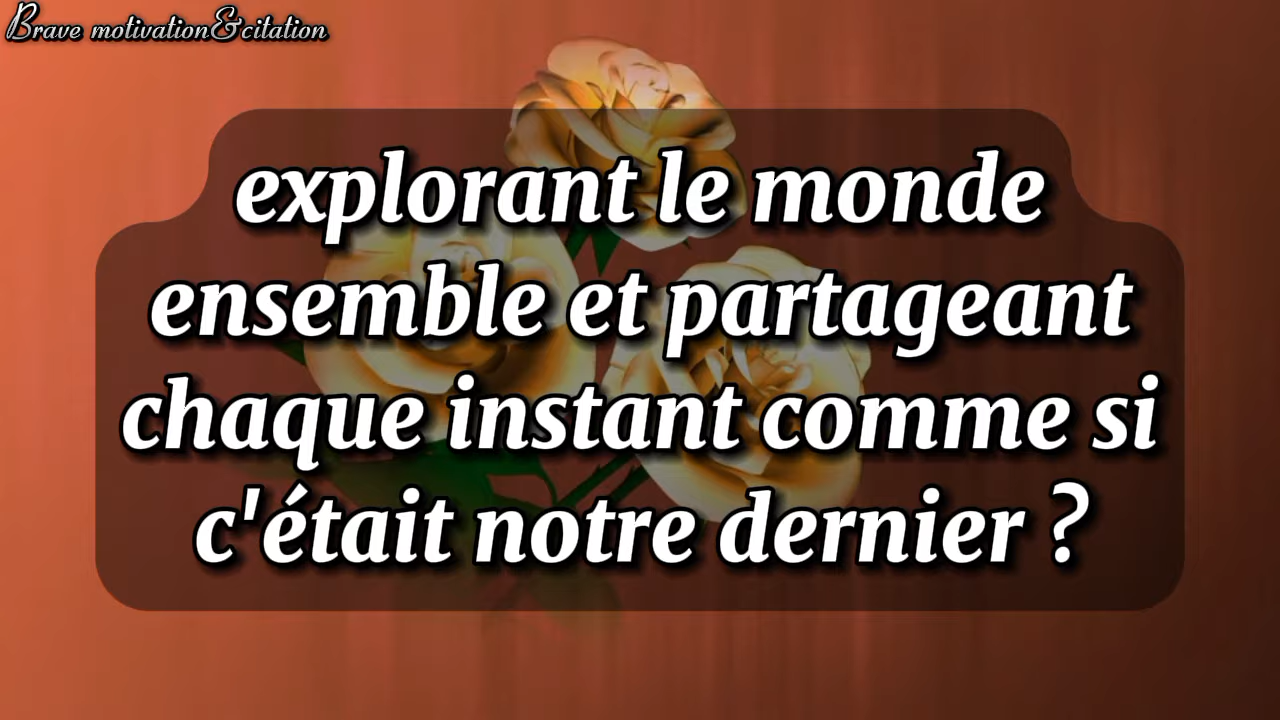 Brave motivation&citation
explorant le monde
ensemble et partageant
chaque instant comme si
c'était notre dernier ?